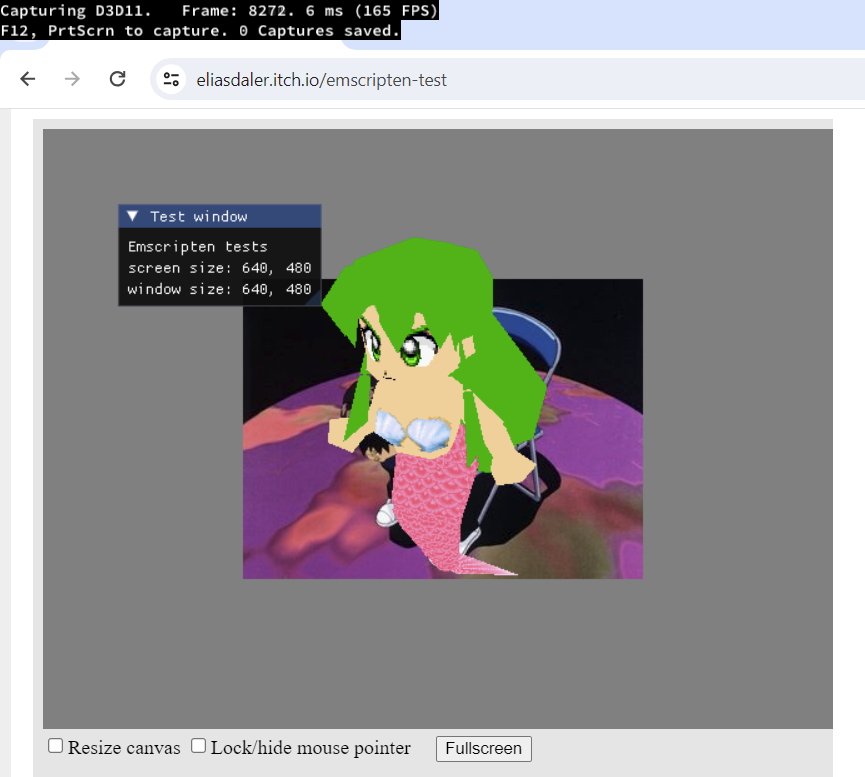 Capturing D3D11.   Frame: 8272. 6 ms (165 FPS)
F12, PrtScrn to capture. 0 Captures saved.
eliasdaler.itch.io/emscripten-test
Test window
Emscripten tests
screen size: 640, 480
window size: 640, 480
Resize canvas Lock/hide mouse pointer Fullscreen